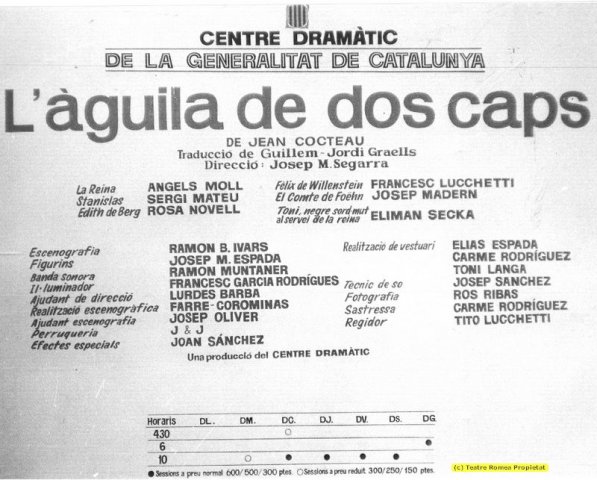 CENTRE DRAMÀTIC
DE LA GENERALITAT DE CATALUNYA
L'àguila de dos caps
DE JEAN COCTEAU
Traducció de Guillem-Jordi Graells
Direcció: Josep M. Segarra
La Reina ANGELS MOLL
Stanislas SERGI MATEU
Edith de Berg ROSA NOVELL
Félix de Willenstein FRANCESC LUCCHETTI
El Comte de Foëhn JOSEP MADERN
Toni, negre sord mut
al servei de la reina ELIMAN SECKA
Escenografia RAMON B. IVARS
Figurins JOSEP M. ESPADA
Banda sonora RAMON MUNTANER
Il·luminador FRANCESC GARCIA RODRÍGUES
Ajudant de direcció LURDES BARBA
Realització escenogràfica FARRE-COROMINAS
Ajudant escenografia JOSEP OLIVER
Perruqueria J & J
Efectes especials JOAN SÁNCHEZ
Realització de vestuari ELIAS ESPADA
CARME RODRÍGUEZ
TONI LANGA
Tècnic de so JOSEP SANCHEZ
Fotografia ROS RIBAS
Sastressa CARME RODRÍGUEZ
Regidor TITO LUCCHETTI
Una producció del CENTRE DRAMÀTIC
Horaris DL. DM. DC. DJ. DV. DS. DG.
4'30
6
10
Sessions a preu normal 600/500/300 ptes. Sessions a preu reduït 300/250/150 ptes.
(c) Teatre Romea Propietat